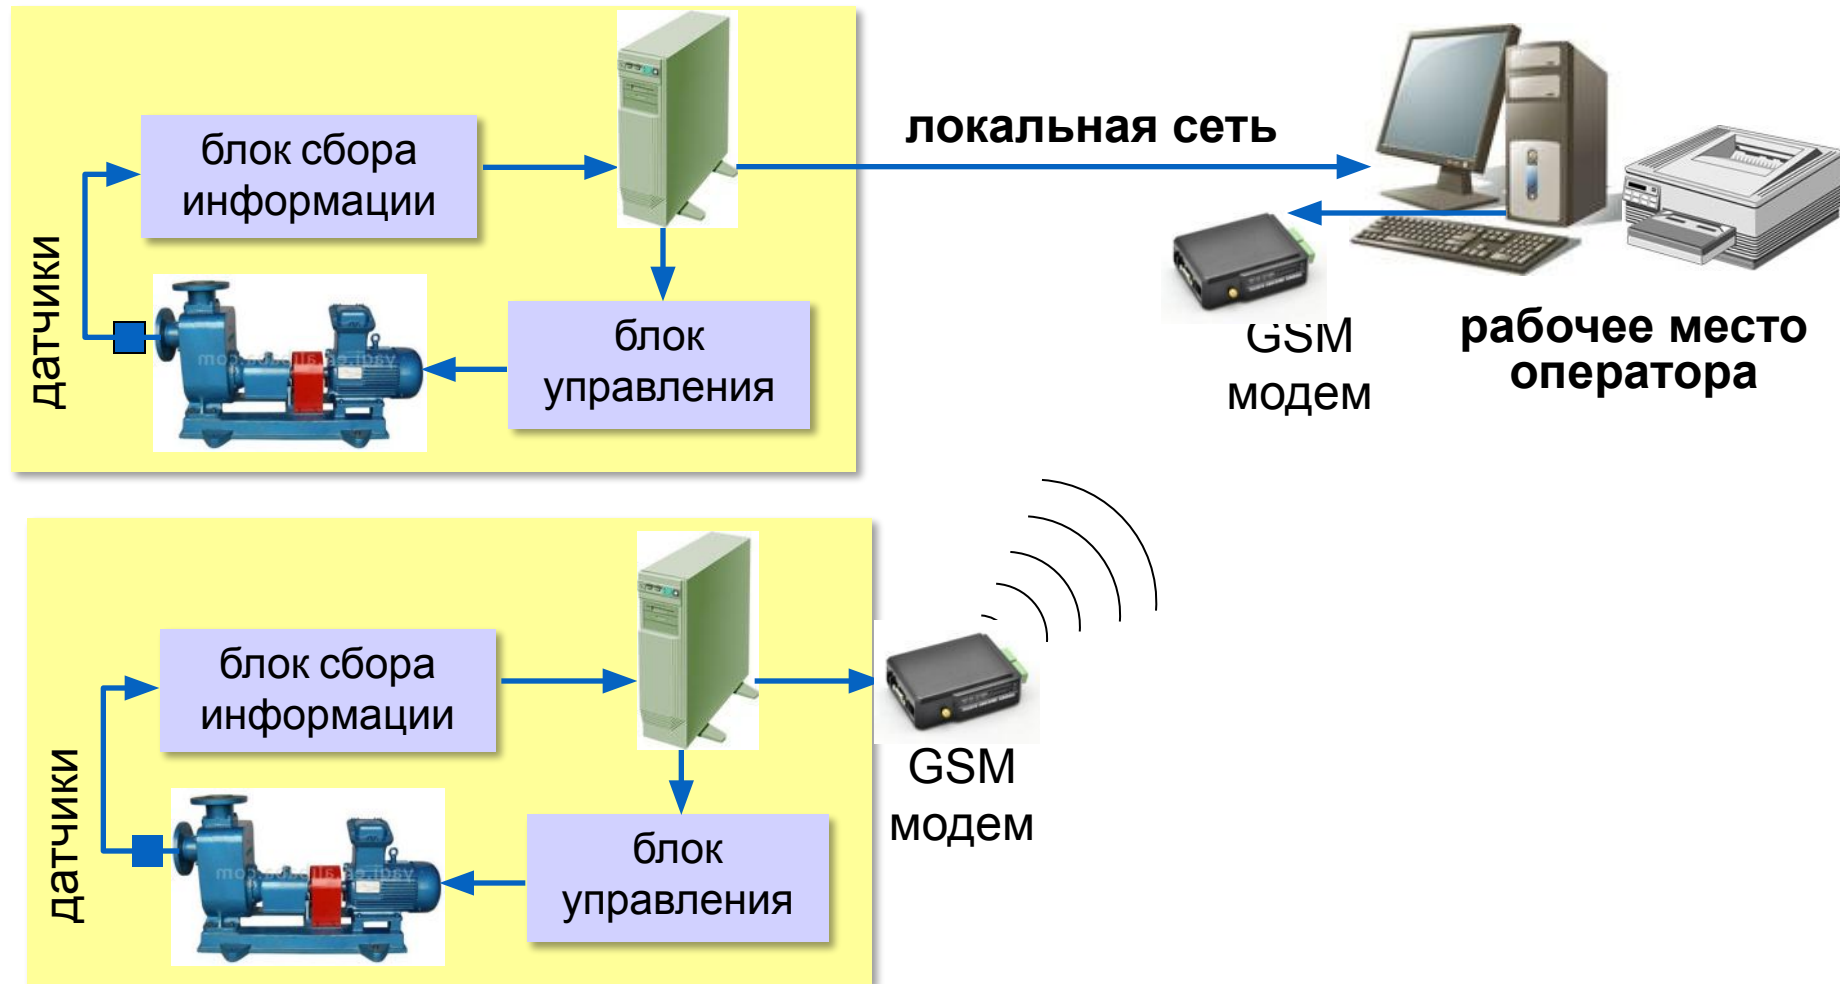 блок сбора
информации
датчики
блок
управления
локальная сеть
GSM
модем
рабочее место
оператора
блок сбора
информации
датчики
блок
управления
GSM
модем